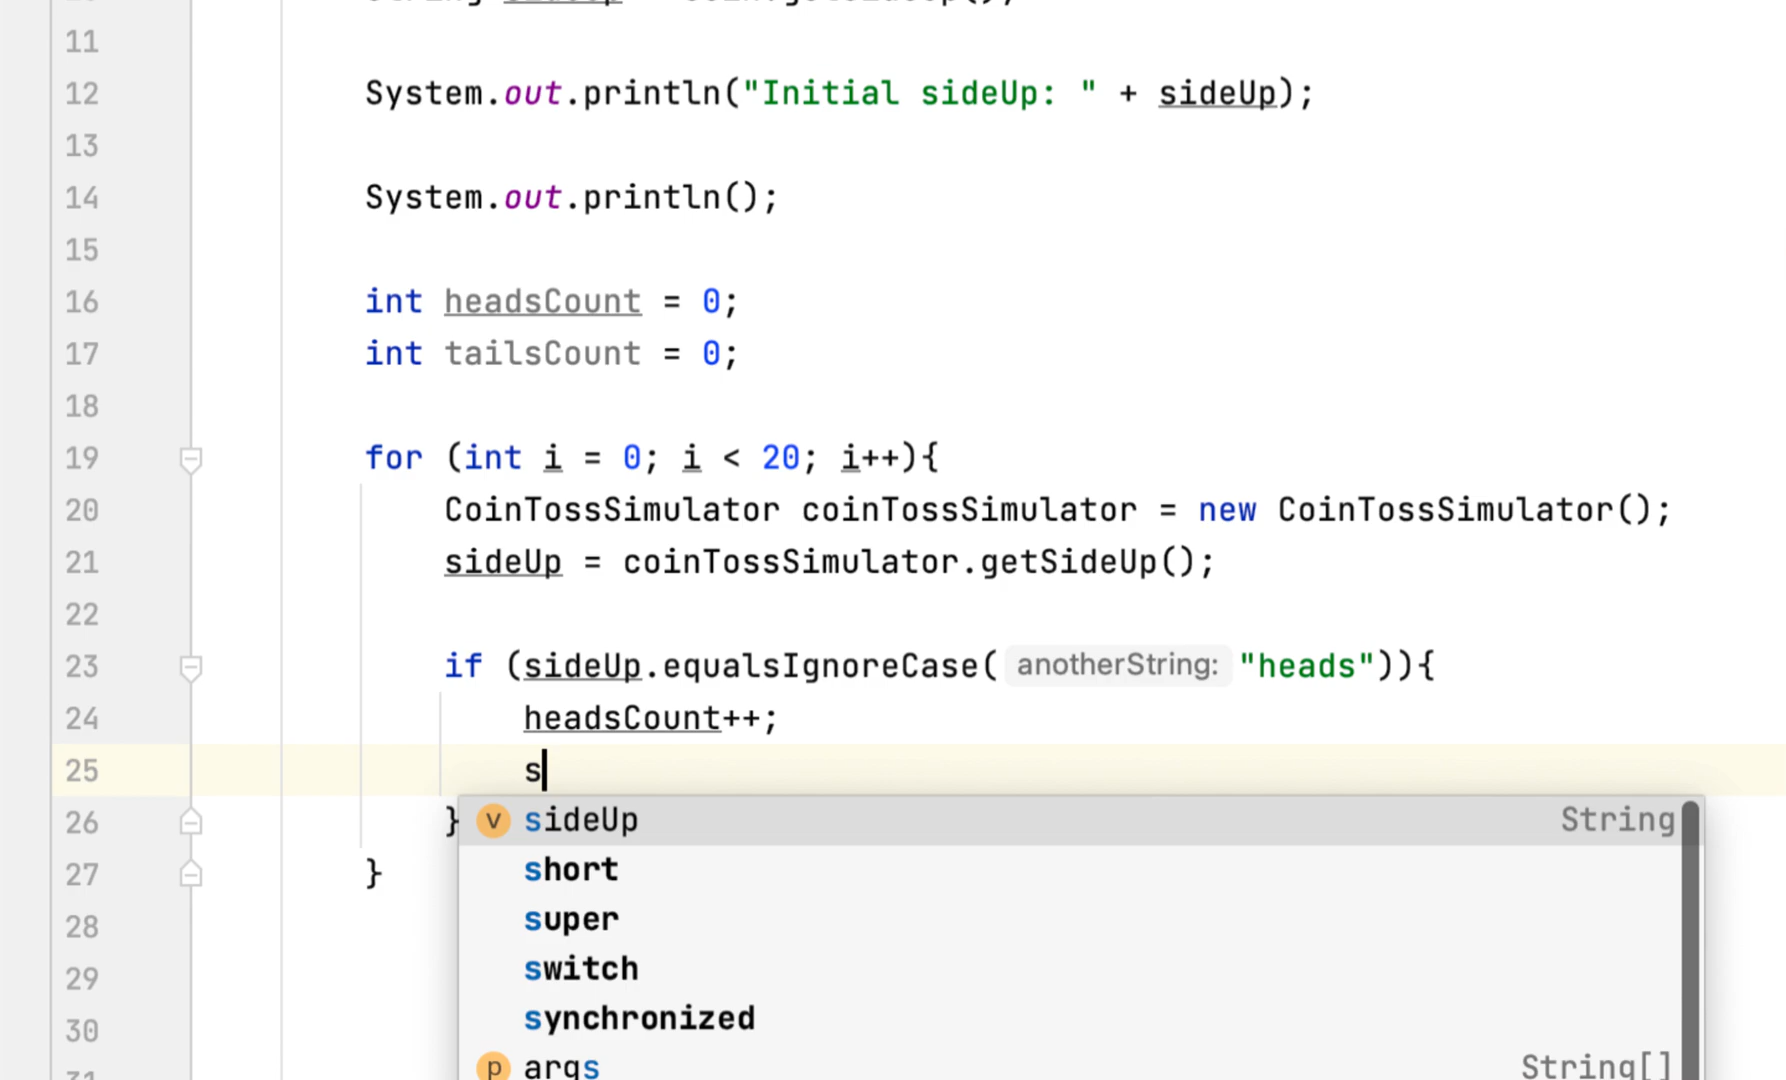 11
12 System.out.println("Initial sideUp: " + sideUp);
13
14 System.out.println();
15
16 int headsCount = 0;
17 int tailsCount = 0;
18
19 for (int i = 0; i < 20; i++){
20 CoinTossSimulator coinTossSimulator = new CoinTossSimulator();
21 sideUp = coinTossSimulator.getSideUp();
22
23 if (sideUp.equalsIgnoreCase( anotherString: "heads")){
24 headsCount++;
25 s
26 } v sideUp String
27 } short
28 super
29 switch
30 synchronized
31 p args String[]